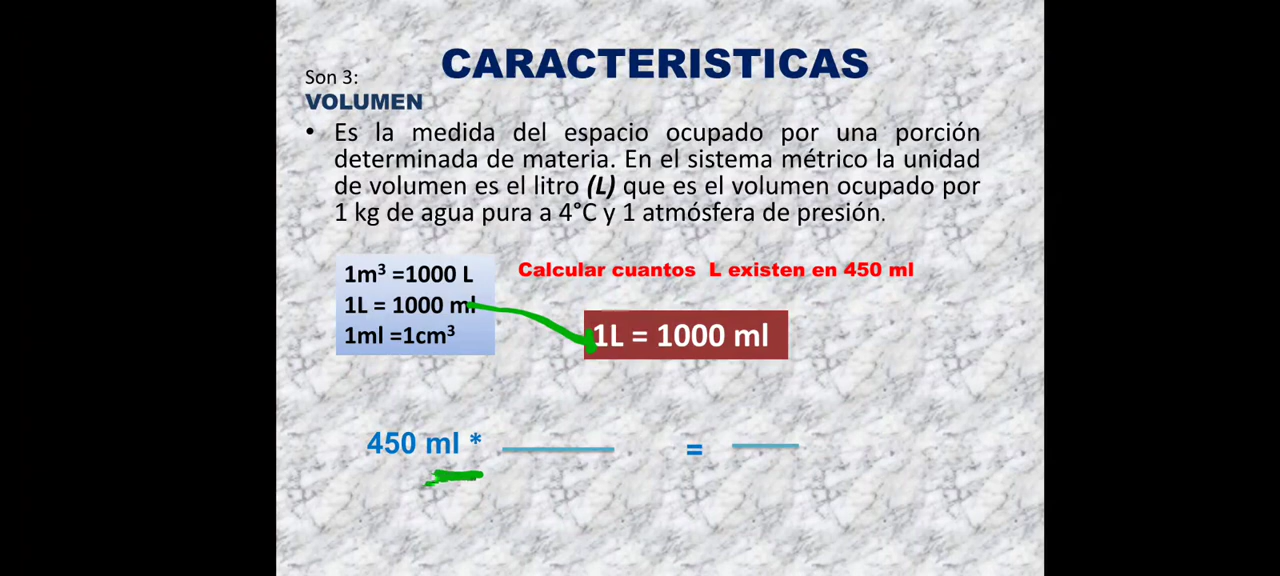 CARACTERISTICAS
Son 3:
VOLUMEN
• Es la medida del espacio ocupado por una porción
determinada de materia. En el sistema métrico la unidad
de volumen es el litro (L) que es el volumen ocupado por
1 kg de agua pura a 4°C y 1 atmósfera de presión.
1m³ =1000 L
1L = 1000 ml
1ml =1cm³
Calcular cuantos L existen en 450 ml
1L = 1000 ml
450 ml * =